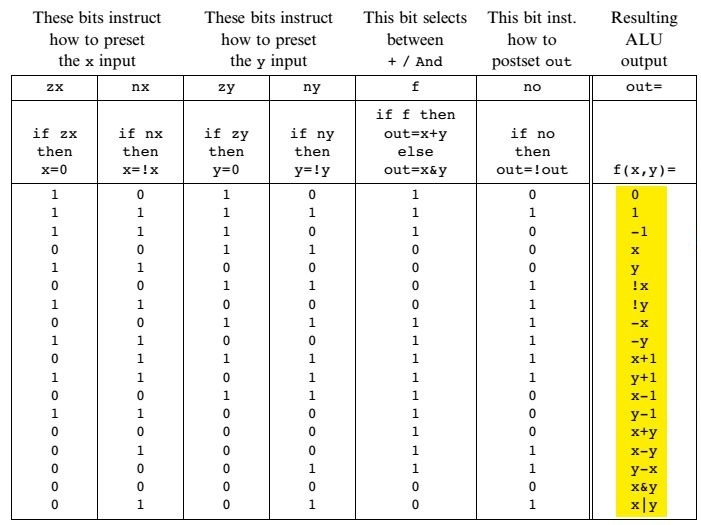 These bits instruct These bits instruct This bit selects This bit inst. Resulting
how to preset how to preset between how to ALU
the x input the y input + / And postset out output
zx nx zy ny f no out=
if f then
if zx if nx if zy if ny out=x+y if no
then then then then else then
x=0 x=!x y=0 y=!y out=x&y out=!out f(x,y)=
1 0 1 0 1 0 0
1 1 1 1 1 1 1
1 1 1 0 1 0 -1
0 0 1 1 0 0 x
1 1 0 0 0 0 y
0 0 1 1 0 1 !x
1 1 0 0 0 1 !y
0 0 1 1 1 1 -x
1 1 0 0 1 1 -y
0 1 1 1 1 1 x+1
1 1 0 1 1 1 y+1
0 0 1 1 1 0 x-1
1 1 0 0 1 0 y-1
0 0 0 0 1 0 x+y
0 1 0 0 1 1 x-y
0 0 0 1 1 1 y-x
0 0 0 0 0 0 x&y
0 1 0 1 0 1 x|y